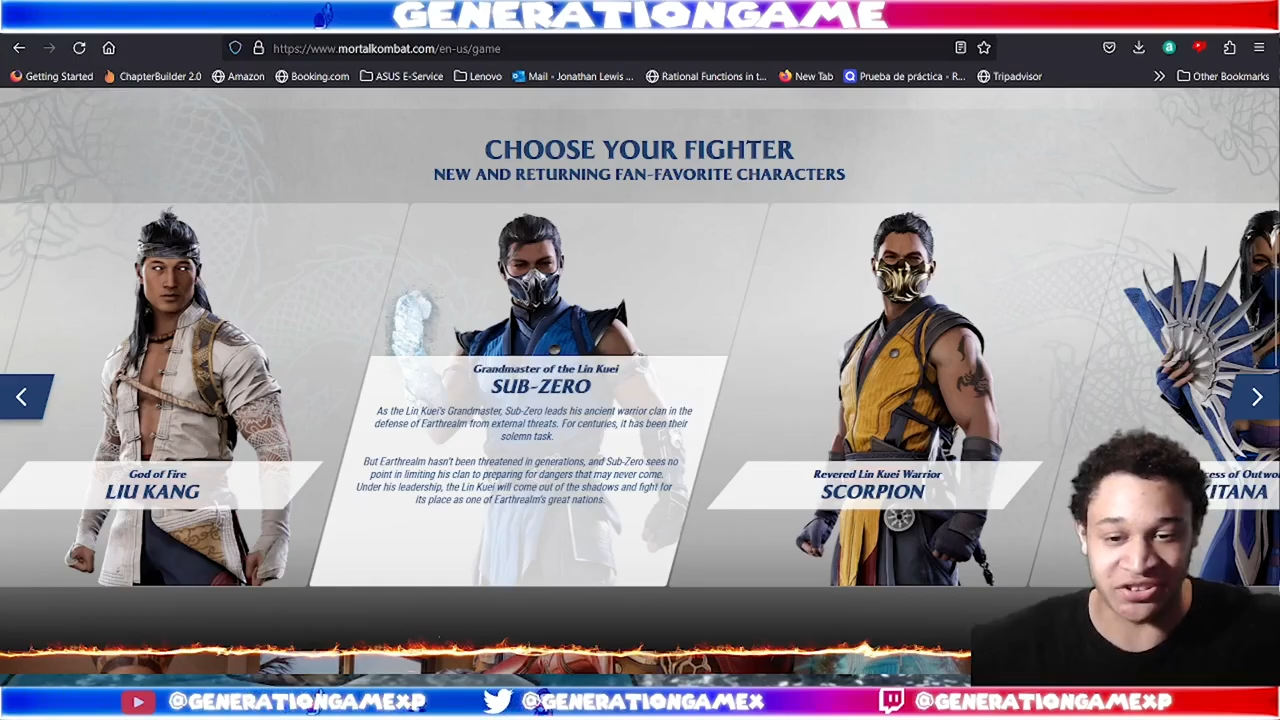 GENERATIONGAME
https://www.mortalkombat.com/en-us/game
Getting Started ChapterBuilder 2.0 Amazon Booking.com ASUS E-Service Lenovo Mail - Jonathan Lewis ... Rational Functions in t... New Tab Prueba de práctica • R... Tripadvisor Other Bookmarks
CHOOSE YOUR FIGHTER
NEW AND RETURNING FAN-FAVORITE CHARACTERS
God of Fire
LIU KANG
Grandmaster of the Lin Kuei
SUB-ZERO
As the Lin Kuei's Grandmaster, Sub-Zero leads his ancient warrior clan in the
defense of Earthrealm from external threats. For centuries, it has been their
solemn task.
But Earthrealm hasn't been threatened in generations, and Sub-Zero sees no
point in limiting his clan to preparing for dangers that may never come.
Under his leadership, the Lin Kuei will come out of the shadows and fight for
its place as one of Earthrealm's great nations.
Revered Lin Kuei Warrior
SCORPION
KITANA
@GENERATIONGAMEXP @GENERATIONGAMEX @GENERATIONGAMEXP